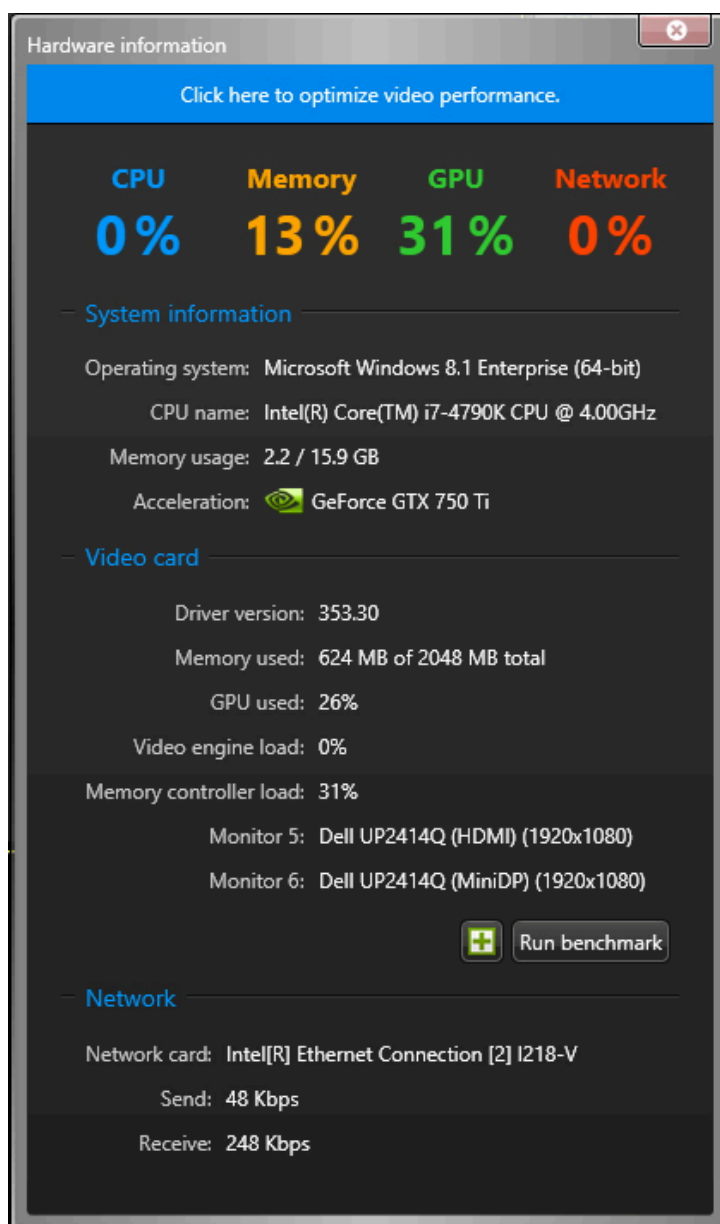 Hardware information
Click here to optimize video performance.
CPU Memory GPU Network
0 % 13 % 31 % 0 %
System information
Operating system: Microsoft Windows 8.1 Enterprise (64-bit)
CPU name: Intel(R) Core(TM) i7-4790K CPU @ 4.00GHz
Memory usage: 2.2 / 15.9 GB
Acceleration: GeForce GTX 750 Ti
Video card
Driver version: 353.30
Memory used: 624 MB of 2048 MB total
GPU used: 26%
Video engine load: 0%
Memory controller load: 31%
Monitor 5: Dell UP2414Q (HDMI) (1920x1080)
Monitor 6: Dell UP2414Q (MiniDP) (1920x1080)
Run benchmark
Network
Network card: Intel[R] Ethernet Connection [2] I218-V
Send: 48 Kbps
Receive: 248 Kbps